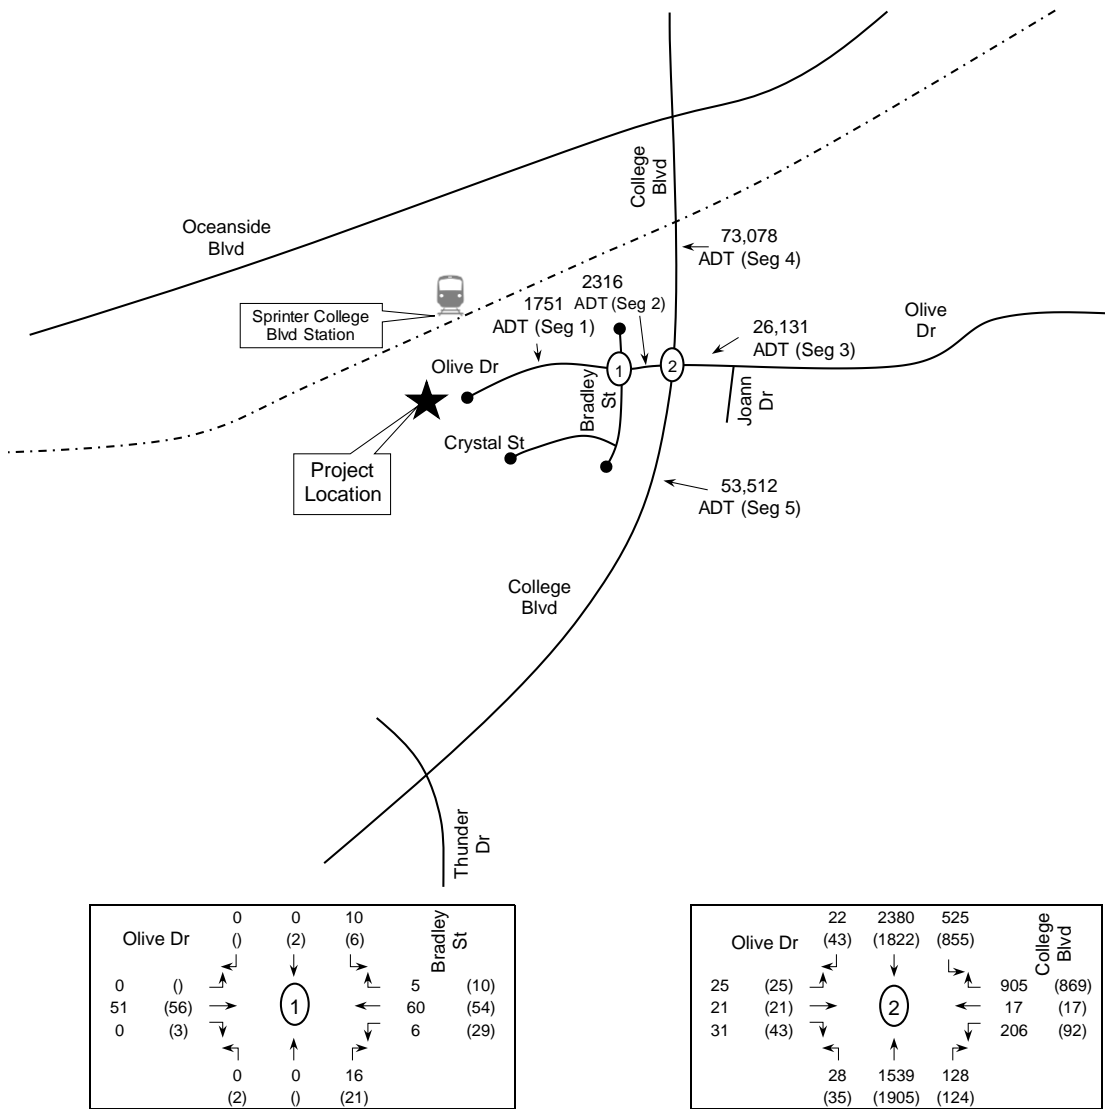 College
Blvd
Oceanside
Blvd
73,078
ADT (Seg 4)
2316
ADT (Seg 2)
1751
ADT (Seg 1)
Sprinter College
Blvd Station
Olive
Dr
26,131
ADT (Seg 3)
Olive Dr
1
2
Bradley
St
Joann
Dr
Crystal St
Project
Location
53,512
ADT (Seg 5)
College
Blvd
Thunder
Dr
0 0 10
() (2) (6)
Olive Dr
Bradley
St
0 () 5 (10)
51 (56) 1 60 (54)
0 (3) 6 (29)
0 0 16
(2) () (21)
22 2380 525
(43) (1822) (855)
Olive Dr
College
Blvd
25 (25) 905 (869)
21 (21) 2 17 (17)
31 (43) 206 (92)
28 1539 128
(35) (1905) (124)